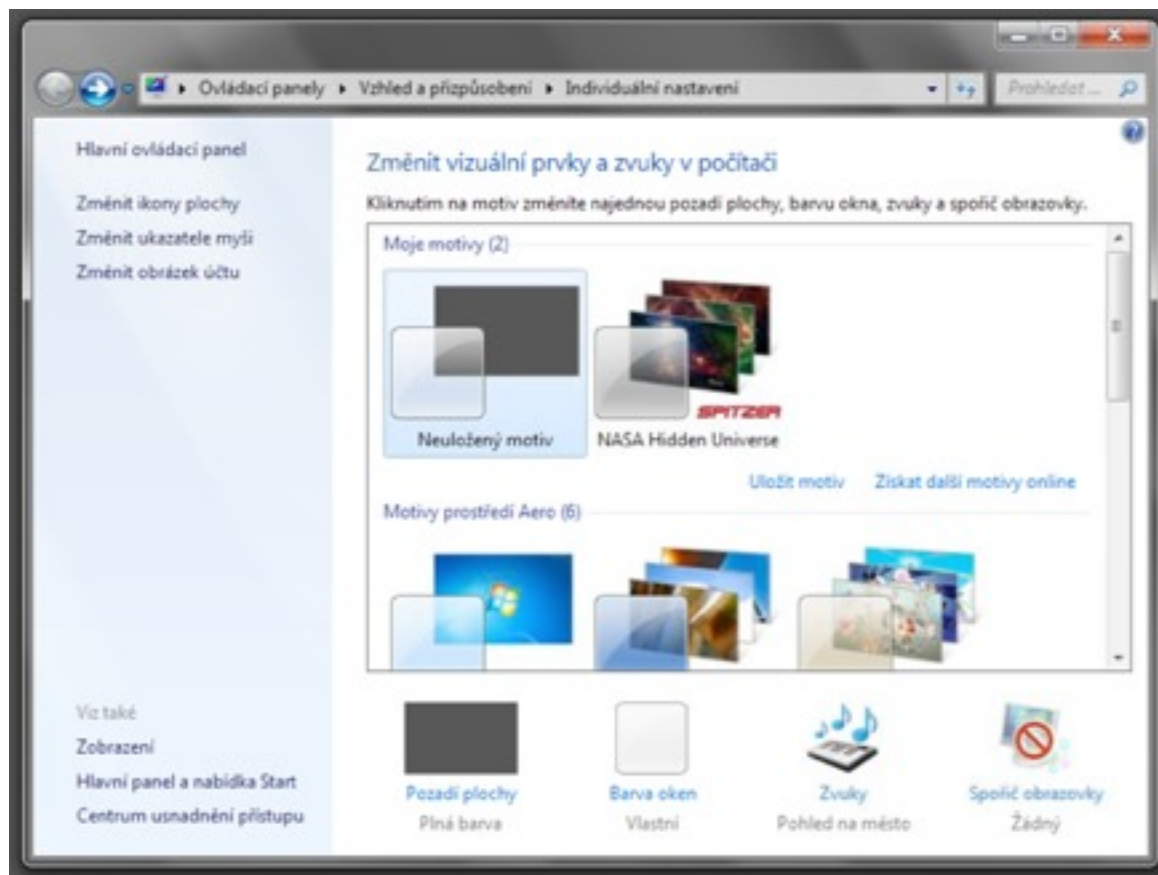 Ovládací panely ▸ Vzhled a přizpůsobení ▸ Individuální nastavení
Prohledat ...
Hlavní ovládací panel
Změnit ikony plochy
Změnit ukazatele myši
Změnit obrázek účtu
Změnit vizuální prvky a zvuky v počítači
Kliknutím na motiv změníte najednou pozadí plochy, barvu okna, zvuky a spořič obrazovky.
Moje motivy (2)
SPITZER
Neuložený motiv
NASA Hidden Universe
Uložit motiv
Získat další motivy online
Motivy prostředí Aero (6)
Viz také
Zobrazení
Hlavní panel a nabídka Start
Centrum usnadnění přístupu
Pozadí plochy
Plná barva
Barva oken
Vlastní
Zvuky
Pohled na město
Spořič obrazovky
Žádný